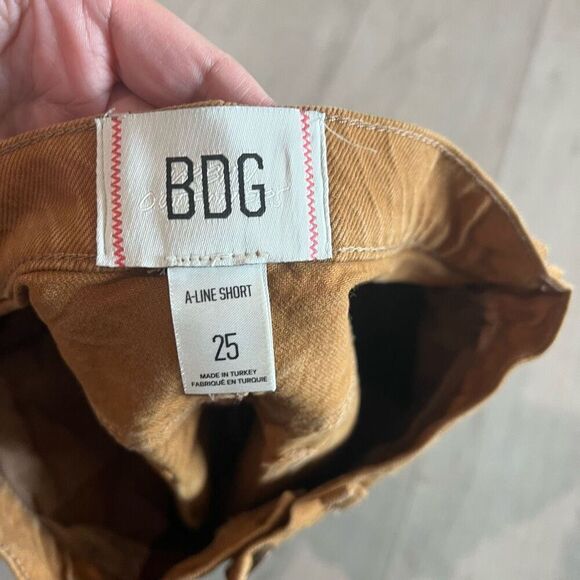 BDG
A-LINE SHORT
25
MADE IN TURKEY
FABRIQUÉ EN TURQUIE